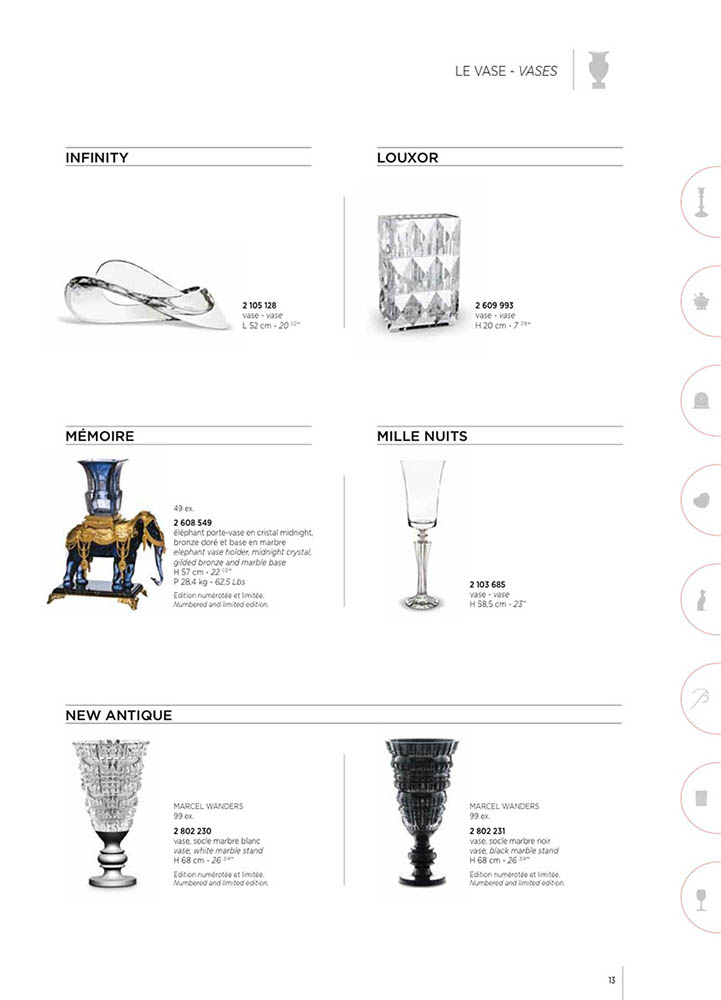 LE VASE - VASES
INFINITY
2 105 128
vase - vase
L 52 cm - 20 1/2"
LOUXOR
2 609 993
vase - vase
H 20 cm - 7 7/8"
MÉMOIRE
49 ex.
2 608 549
éléphant porte-vase en cristal midnight,
bronze doré et base en marbre
elephant vase holder, midnight crystal,
gilded bronze and marble base
H 57 cm - 22 1/2"
P 28,4 kg - 62,5 Lbs
Edition numérotée et limitée.
Numbered and limited edition.
MILLE NUITS
2 103 685
vase - vase
H 58,5 cm - 23"
NEW ANTIQUE
MARCEL WANDERS
99 ex.
2 802 230
vase, socle marbre blanc
vase, white marble stand
H 68 cm - 26 3/4"
Edition numérotée et limitée.
Numbered and limited edition.
MARCEL WANDERS
99 ex.
2 802 231
vase, socle marbre noir
vase, black marble stand
H 68 cm - 26 3/4"
Edition numérotée et limitée.
Numbered and limited edition.
13